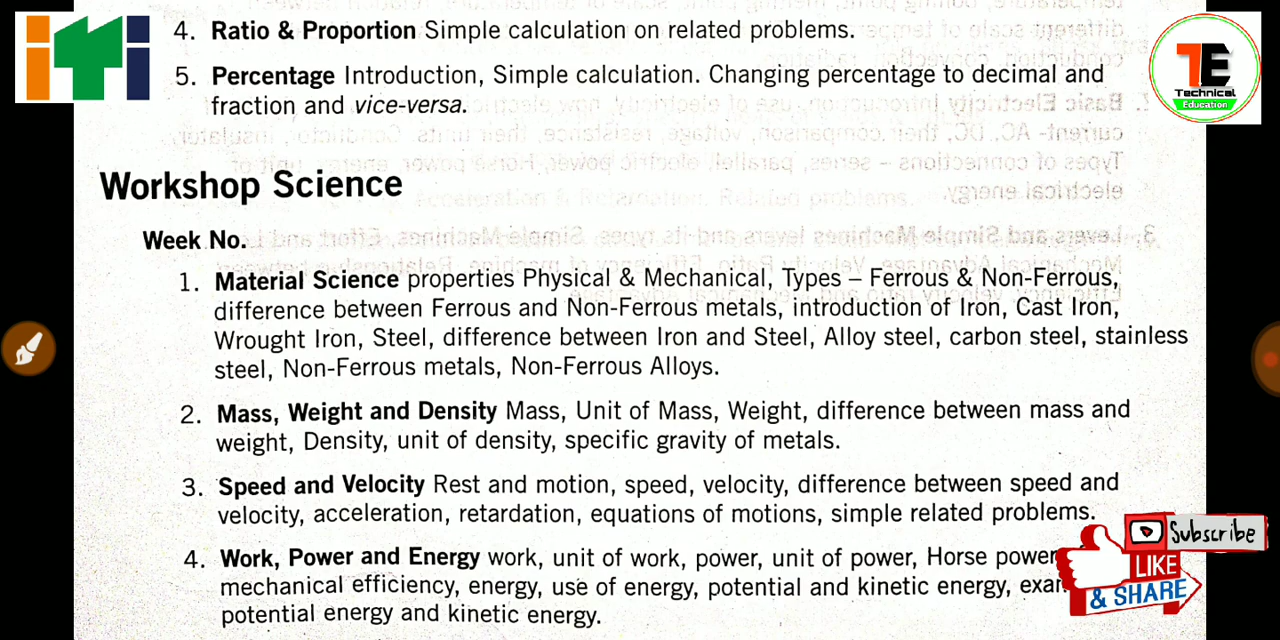 4. Ratio & Proportion Simple calculation on related problems.
5. Percentage Introduction, Simple calculation. Changing percentage to decimal and
fraction and vice-versa.
iTi
TE
Technical
Education
Workshop Science
Week No.
1. Material Science properties Physical & Mechanical, Types – Ferrous & Non-Ferrous,
difference between Ferrous and Non-Ferrous metals, introduction of Iron, Cast Iron,
Wrought Iron, Steel, difference between Iron and Steel, Alloy steel, carbon steel, stainless
steel, Non-Ferrous metals, Non-Ferrous Alloys.
2. Mass, Weight and Density Mass, Unit of Mass, Weight, difference between mass and
weight, Density, unit of density, specific gravity of metals.
3. Speed and Velocity Rest and motion, speed, velocity, difference between speed and
velocity, acceleration, retardation, equations of motions, simple related problems.
4. Work, Power and Energy work, unit of work, power, unit of power, Horse power
mechanical efficiency, energy, use of energy, potential and kinetic energy,
potential energy and kinetic energy.
Subscribe
LIKE
& SHARE